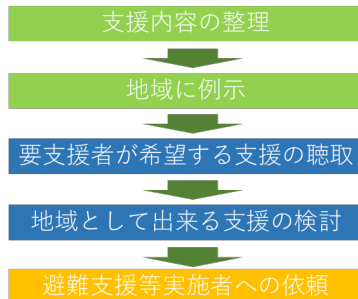 支援内容の整理
地域に例示
要支援者が希望する支援の聴取
地域として出来る支援の検討
避難支援等実施者への依頼